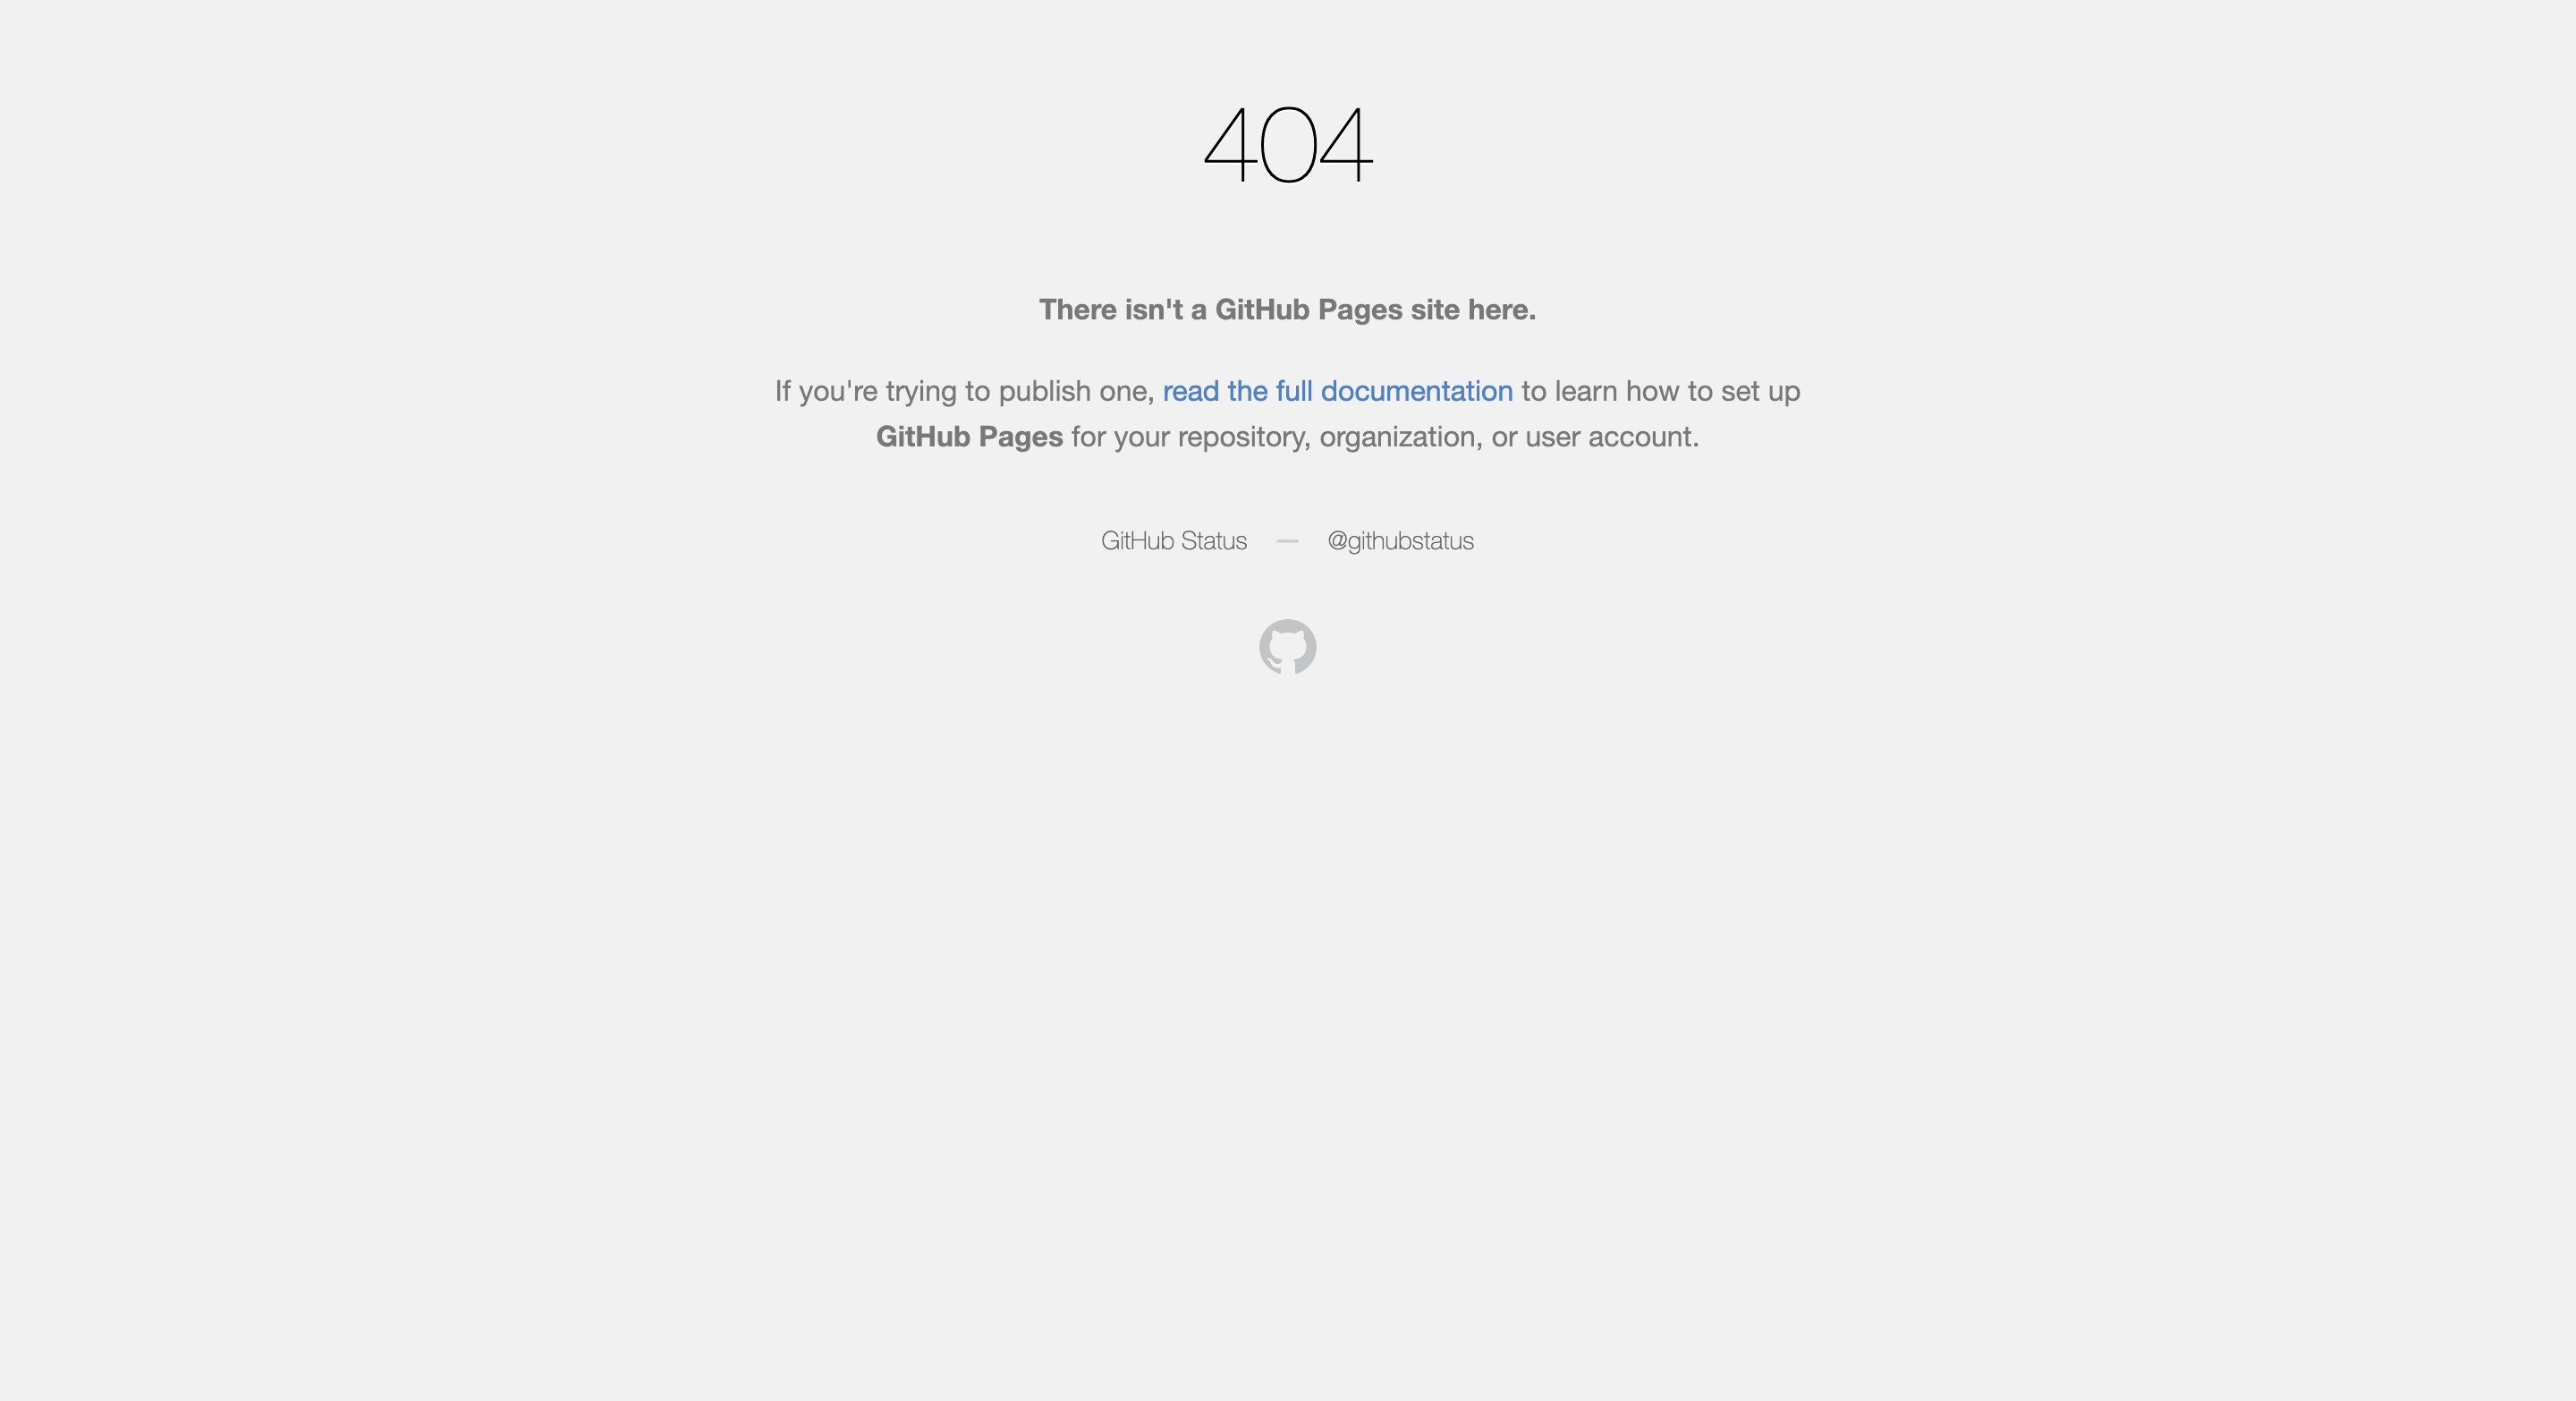 404
There isn't a GitHub Pages site here.
If you're trying to publish one, read the full documentation to learn how to set up
GitHub Pages for your repository, organization, or user account.
GitHub Status — @githubstatus